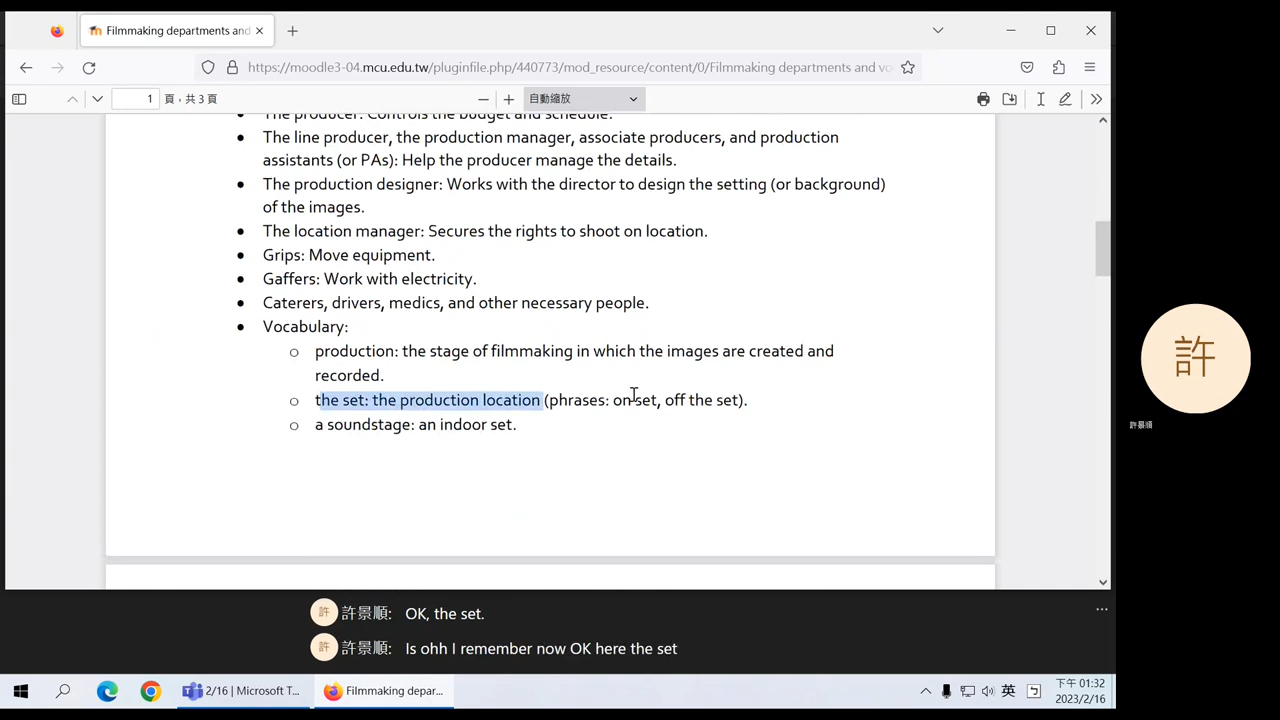 Filmmaking departments and
https://moodle3-04.mcu.edu.tw/pluginfile.php/440773/mod_resource/content/0/Filmmaking departments and vo
1 頁，共 3 頁
自動縮放
The producer: Controls the budget and schedule.
The line producer, the production manager, associate producers, and production
assistants (or PAs): Help the producer manage the details.
The production designer: Works with the director to design the setting (or background)
of the images.
The location manager: Secures the rights to shoot on location.
Grips: Move equipment.
Gaffers: Work with electricity.
Caterers, drivers, medics, and other necessary people.
Vocabulary:
production: the stage of filmmaking in which the images are created and
recorded.
the set: the production location (phrases: on set, off the set).
a soundstage: an indoor set.
許
許景順
許 許景順: OK, the set.
許 許景順: Is ohh I remember now OK here the set
2/16 | Microsoft T...
Filmmaking depar...
英
下午 01:32
2023/2/16